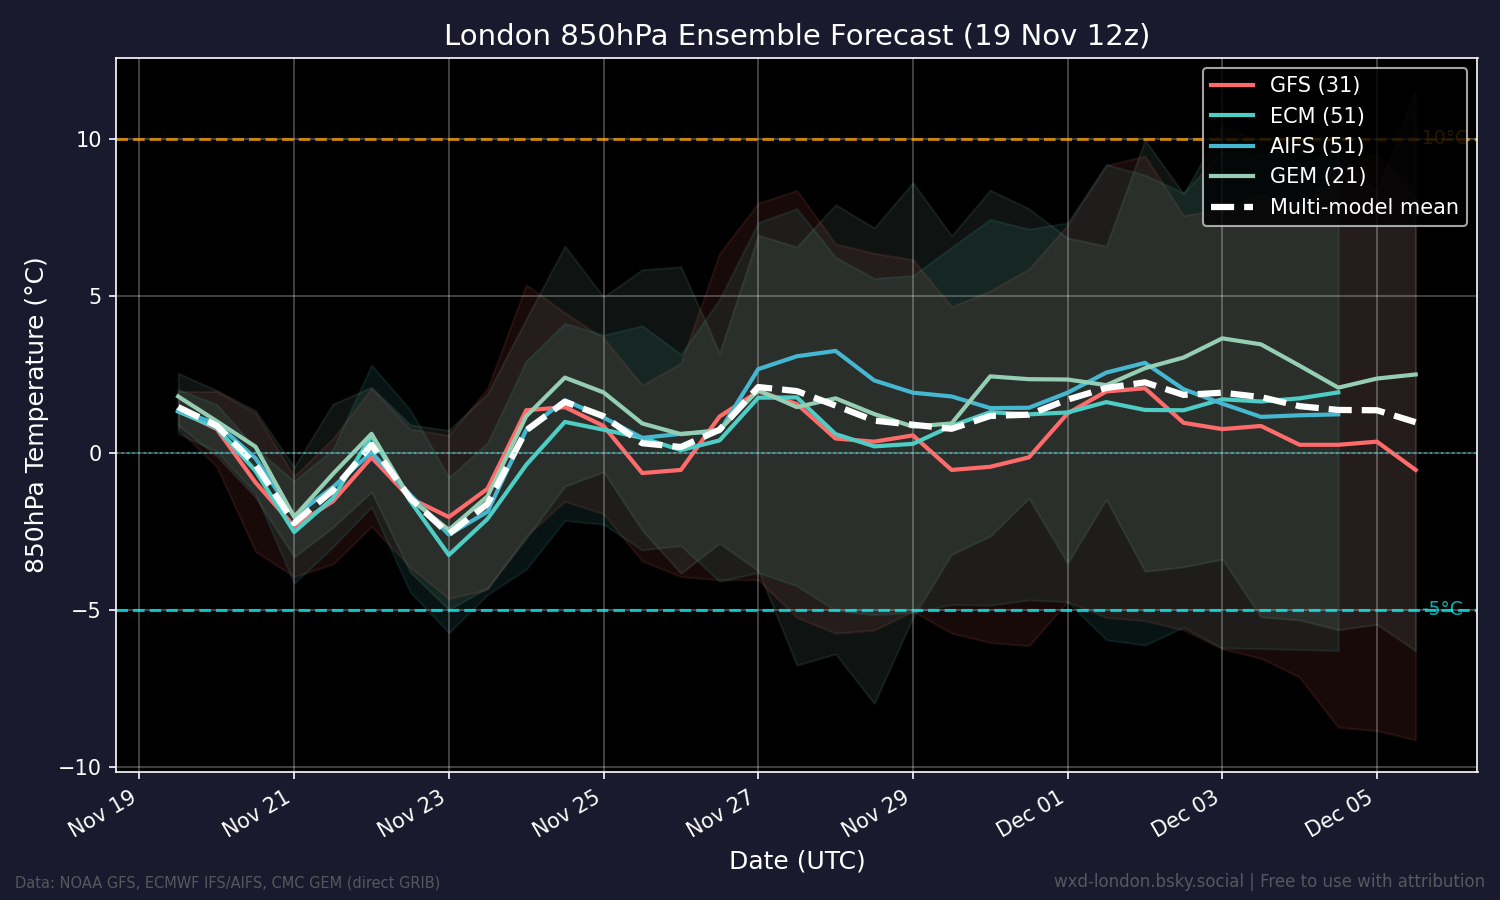 London 850hPa Ensemble Forecast (19 Nov 12z)
GFS (31)
ECM (51)
AIFS (51)
GEM (21)
Multi-model mean
10°C
-5°C
850hPa Temperature (°C)
10
5
0
−5
−10
Nov 19
Nov 21
Nov 23
Nov 25
Nov 27
Nov 29
Dec 01
Dec 03
Dec 05
Date (UTC)
Data: NOAA GFS, ECMWF IFS/AIFS, CMC GEM (direct GRIB)
wxd-london.bsky.social | Free to use with attribution